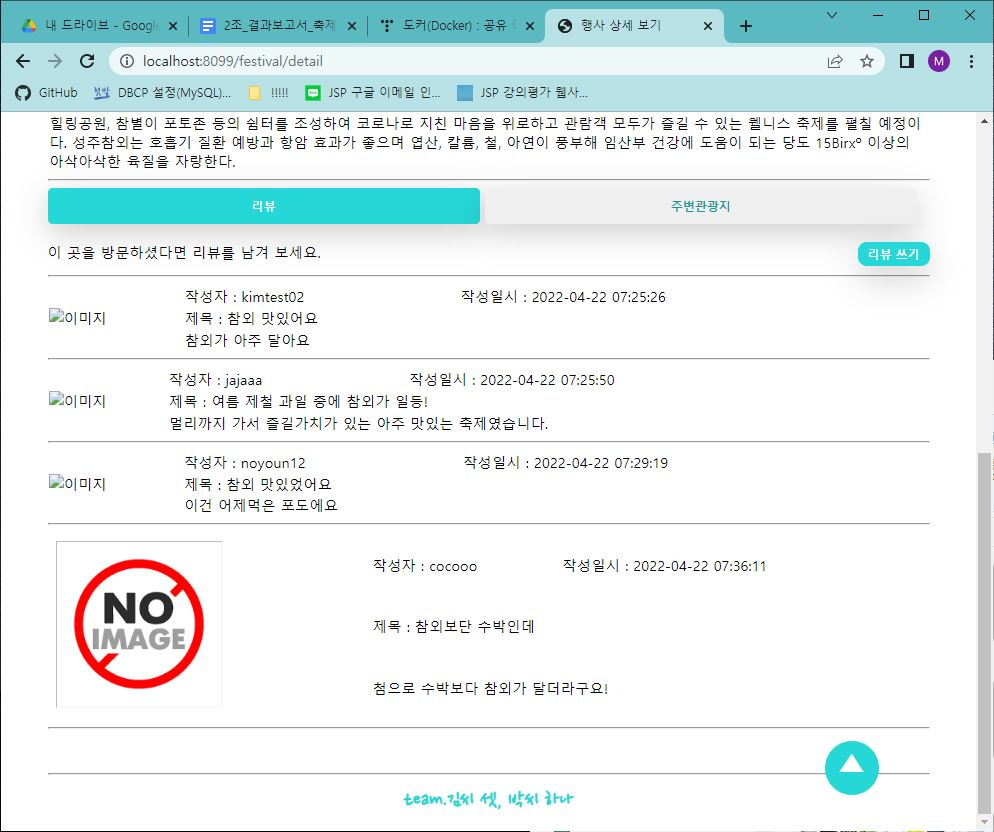 내 드라이브 - Google
2조_결과보고서_축제
도커(Docker) : 공유
행사 상세 보기
localhost:8099/festival/detail
M
GitHub
DBCP 설정(MySQL)...
!!!!!
JSP 구글 이메일 인...
JSP 강의평가 웹사...
힐링공원, 참별이 포토존 등의 쉼터를 조성하여 코로나로 지친 마음을 위로하고 관람객 모두가 즐길 수 있는 웰니스 축제를 펼칠 예정이
다. 성주참외는 호흡기 질환 예방과 항암 효과가 좋으며 엽산, 칼륨, 철, 아연이 풍부해 임산부 건강에 도움이 되는 당도 15Birxº 이상의
아삭아삭한 육질을 자랑한다.
리뷰
주변관광지
이 곳을 방문하셨다면 리뷰를 남겨 보세요.
리뷰 쓰기
이미지
작성자 : kimtest02
작성일시 : 2022-04-22 07:25:26
제목 : 참외 맛있어요
참외가 아주 달아요
이미지
작성자 : jajaaa
작성일시 : 2022-04-22 07:25:50
제목 : 여름 제철 과일 중에 참외가 일등!
멀리까지 가서 즐길가치가 있는 아주 맛있는 축제였습니다.
이미지
작성자 : noyoun12
작성일시 : 2022-04-22 07:29:19
제목 : 참외 맛있었어요
이건 어제먹은 포도에요
NO
IMAGE
작성자 : cocooo
작성일시 : 2022-04-22 07:36:11
제목 : 참외보단 수박인데
첨으로 수박보다 참외가 달더라구요!
team.김씨 셋, 박씨 하나